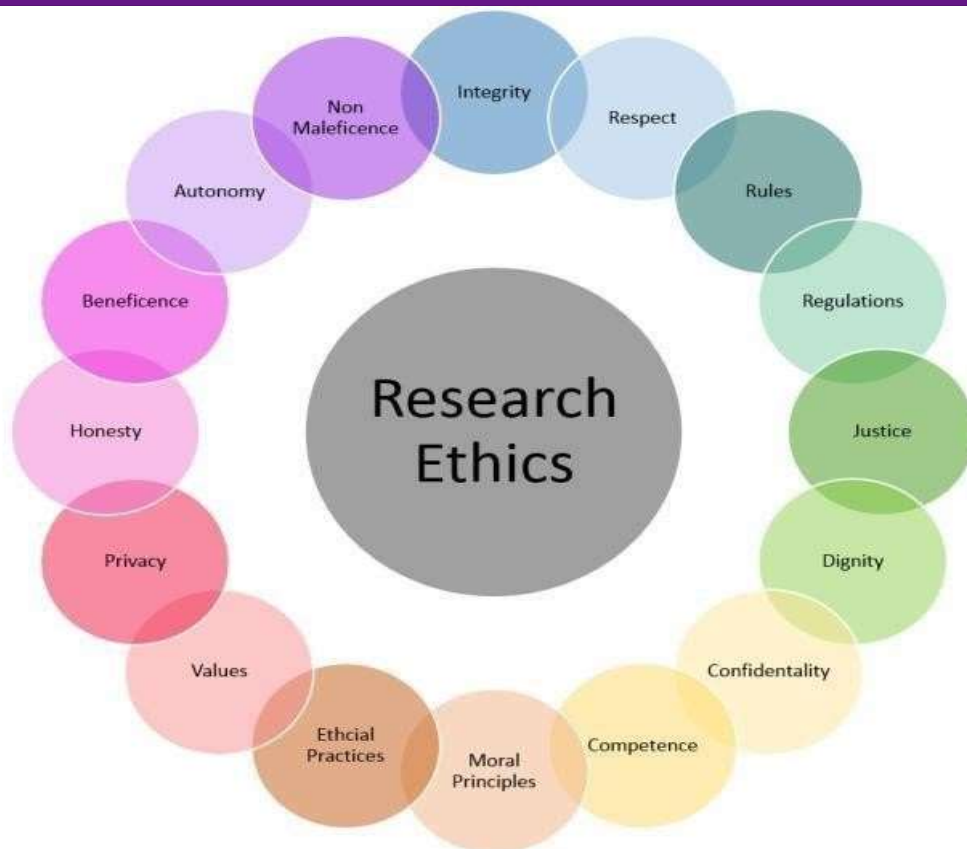 Integrity
Respect
Rules
Regulations
Justice
Dignity
Confidentality
Competence
Moral
Principles
Ethcial
Practices
Values
Privacy
Honesty
Beneficence
Autonomy
Non
Maleficence
Research
Ethics